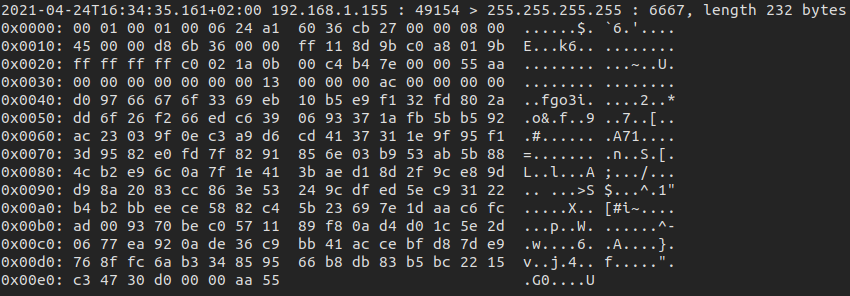 2021-04-24T16:34:35.161+02:00 192.168.1.155 : 49154 > 255.255.255.255 : 6667, length 232 bytes
0x0000: 00 01 00 01 00 06 24 a1  60 36 cb 27 00 00 08 00  ......$. `6.'....
0x0010: 45 00 00 d6 b6 36 00 00  ff 11 8d 9b c0 a8 01 9b  E...k6.. ........
0x0020: ff ff ff ff c0 02 1a 0b  00 c4 b4 7e 00 00 55 aa  ........ ...~..U.
0x0030: 00 00 00 00 00 00 00 13  00 00 00 ac 00 00 00 00  ........ ........
0x0040: d0 97 66 67 6f 33 69 eb  10 b5 e9 f1 32 fd 80 2a  ..fgo3i. ....2..*
0x0050: dd 6f 26 f2 66 ed c6 39  06 93 37 1a fb 5b b5 92  .o&.f..9 ..7..[..
0x0060: ac 23 03 9f 0e c3 a9 d6  cd 41 37 31 1e 9f 95 f1  .#...... .A71....
0x0070: 3d 95 82 e0 fd 7f 82 91  85 6e 03 b9 53 ab 5b 88  =....... .n..S.[.
0x0080: 4c b2 e9 6c 0a 7f 1e 41  3b ae d1 8d 2f 9c e8 9d  L..l...A ;.../...
0x0090: d9 8a 20 83 cc 86 3e 53  24 9c df ed 5e c9 31 22  .. ...>S $...^.1"
0x00a0: b4 b2 bb ee ce 58 82 c4  5b 23 69 7e 1d aa c6 fc  .....X.. [#i~....
0x00b0: ad 00 93 70 be c0 57 11  89 f8 0a d4 d0 1c 5e 2d  ...p..W. ......^-
0x00c0: 06 77 ea 92 0a de 36 c9  bb 41 ac ce bf d8 7d e9  .w....6. .A....}.
0x00d0: 76 8f fc 6a b3 34 85 95  66 b8 db 83 b5 bc 22 15  v..j.4.. f.....".
0x00e0: c3 47 30 d0 00 00 aa 55  .G0....U